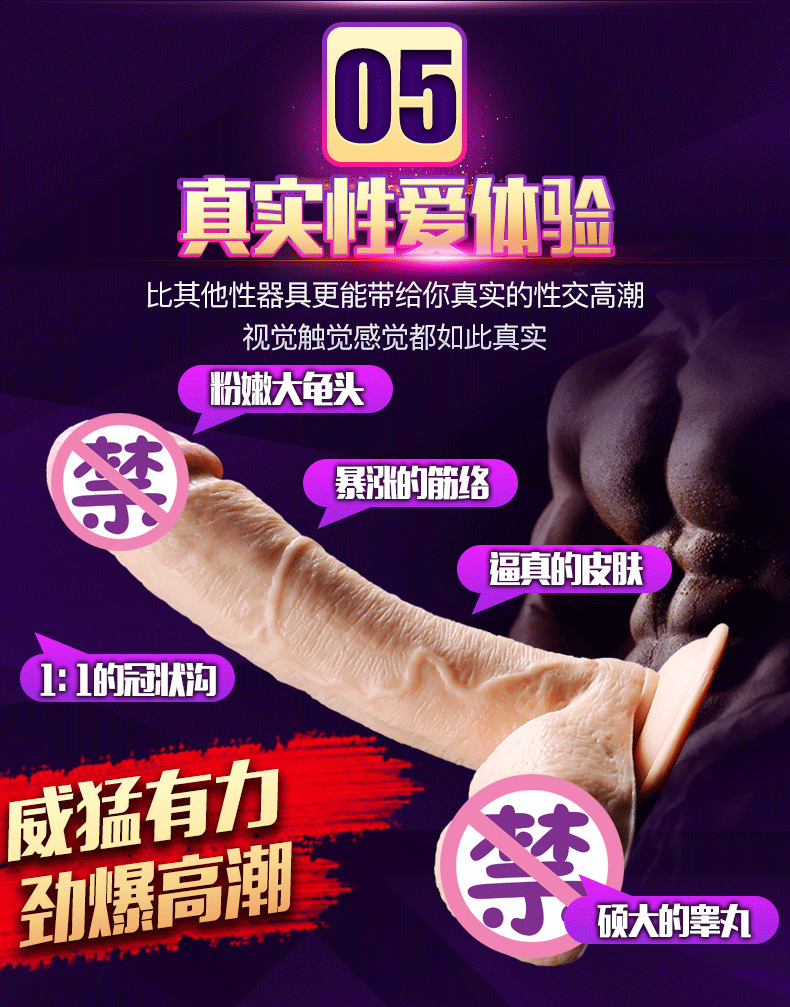 05
真实性爱体验
比其他性器具更能带给你真实的性交高潮
视觉触觉感觉都如此真实
粉嫩大龟头
禁
暴涨的筋络
逼真的皮肤
1:1的冠状沟
威猛有力
劲爆高潮
禁
硕大的睾丸